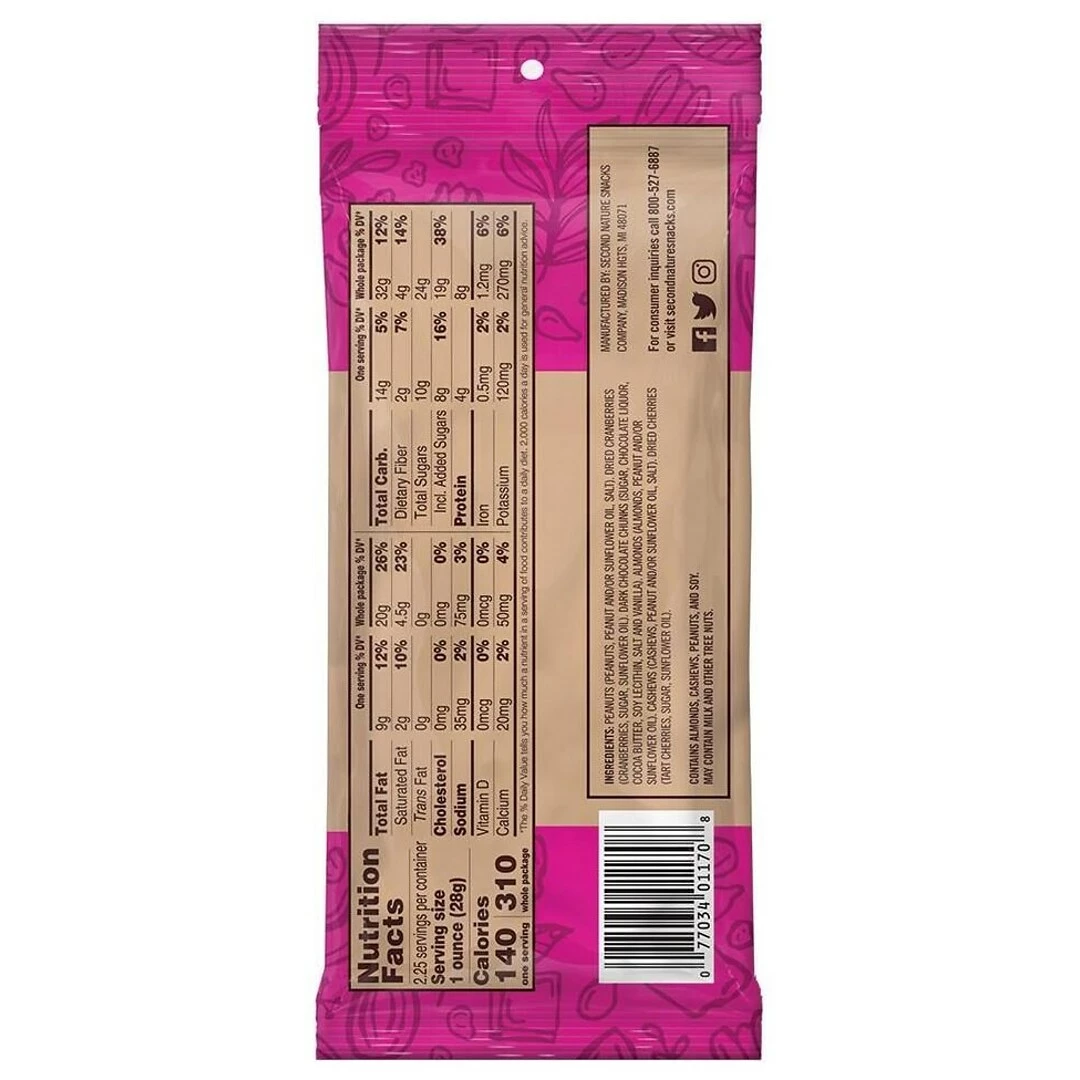 Nutrition
Facts
2.25 servings per container
Serving size
1 ounce (28g)
Calories
140 310
one serving whole package
One serving % DV* Whole package % DV*
Total Fat 9g 12% 20g 26%
Saturated Fat 2g 10% 4.5g 23%
Trans Fat 0g 0g
Cholesterol 0mg 0% 0mg 0%
Sodium 35mg 2% 75mg 3%
Vitamin D 0mcg 0% 0mcg 0%
Calcium 20mg 2% 50mg 4%
One serving % DV* Whole package % DV*
Total Carb. 14g 5% 32g 12%
Dietary Fiber 2g 7% 4g 14%
Total Sugars 10g 24g
Incl. Added Sugars 8g 16% 19g 38%
Protein 4g 8g
Iron 0.5mg 2% 1.2mg 6%
Potassium 120mg 2% 270mg 6%
*The % Daily Value tells you how much a nutrient in a serving of food contributes to a daily diet. 2,000 calories a day is used for general nutrition advice.
INGREDIENTS: PEANUTS (PEANUTS, PEANUT AND/OR SUNFLOWER OIL, SALT), DRIED CRANBERRIES
(CRANBERRIES, SUGAR, SUNFLOWER OIL), DARK CHOCOLATE CHUNKS (SUGAR, CHOCOLATE LIQUOR,
COCOA BUTTER, SOY LECITHIN, SALT AND VANILLA), ALMONDS (ALMONDS, PEANUT AND/OR
SUNFLOWER OIL), CASHEWS (CASHEWS, PEANUT AND/OR SUNFLOWER OIL, SALT), DRIED CHERRIES
(TART CHERRIES, SUGAR, SUNFLOWER OIL).
CONTAINS ALMONDS, CASHEWS, PEANUTS, AND SOY.
MAY CONTAIN MILK AND OTHER TREE NUTS.
MANUFACTURED BY: SECOND NATURE SNACKS
COMPANY, MADISON HGTS, MI 48071
For consumer inquiries call 800-527-6887
or visit secondnaturesnacks.com
0 77034 01170 8